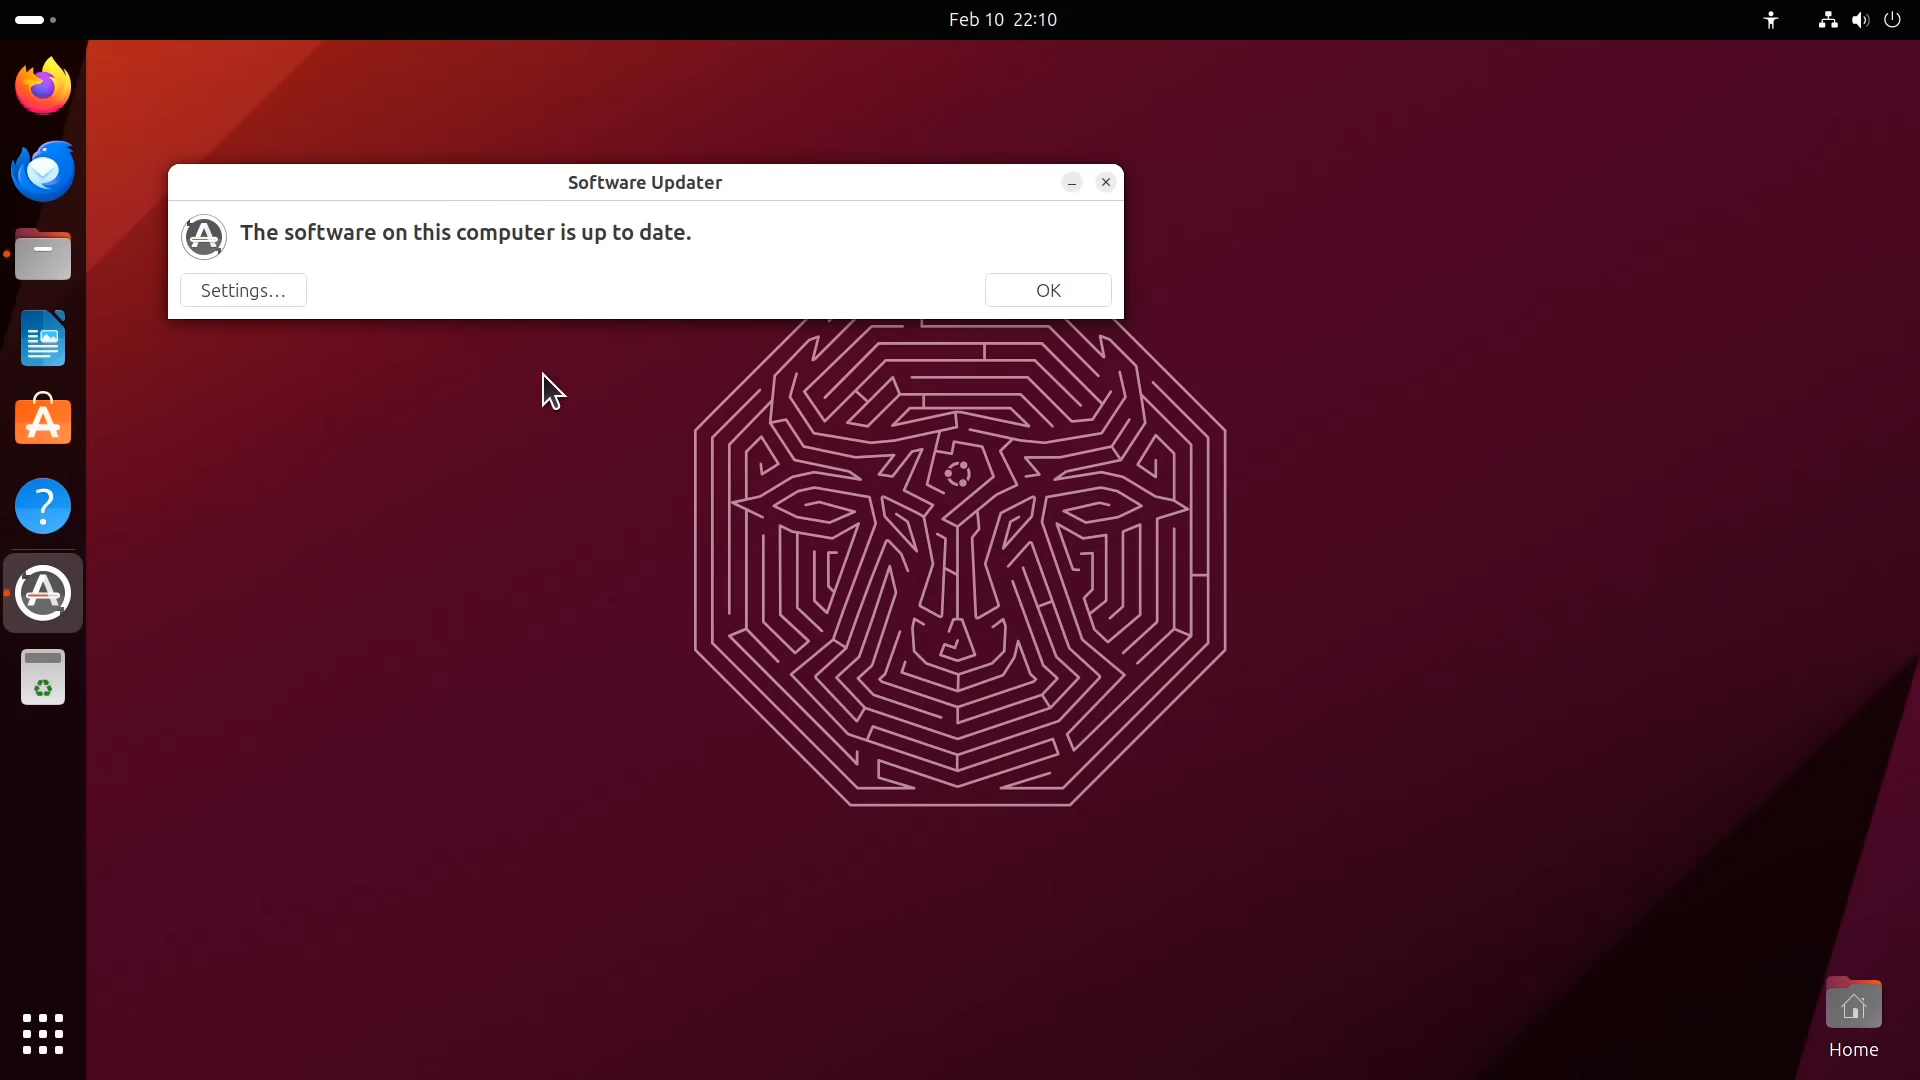 Feb 10 22:10
Software Updater
The software on this computer is up to date.
Settings…
OK
Home